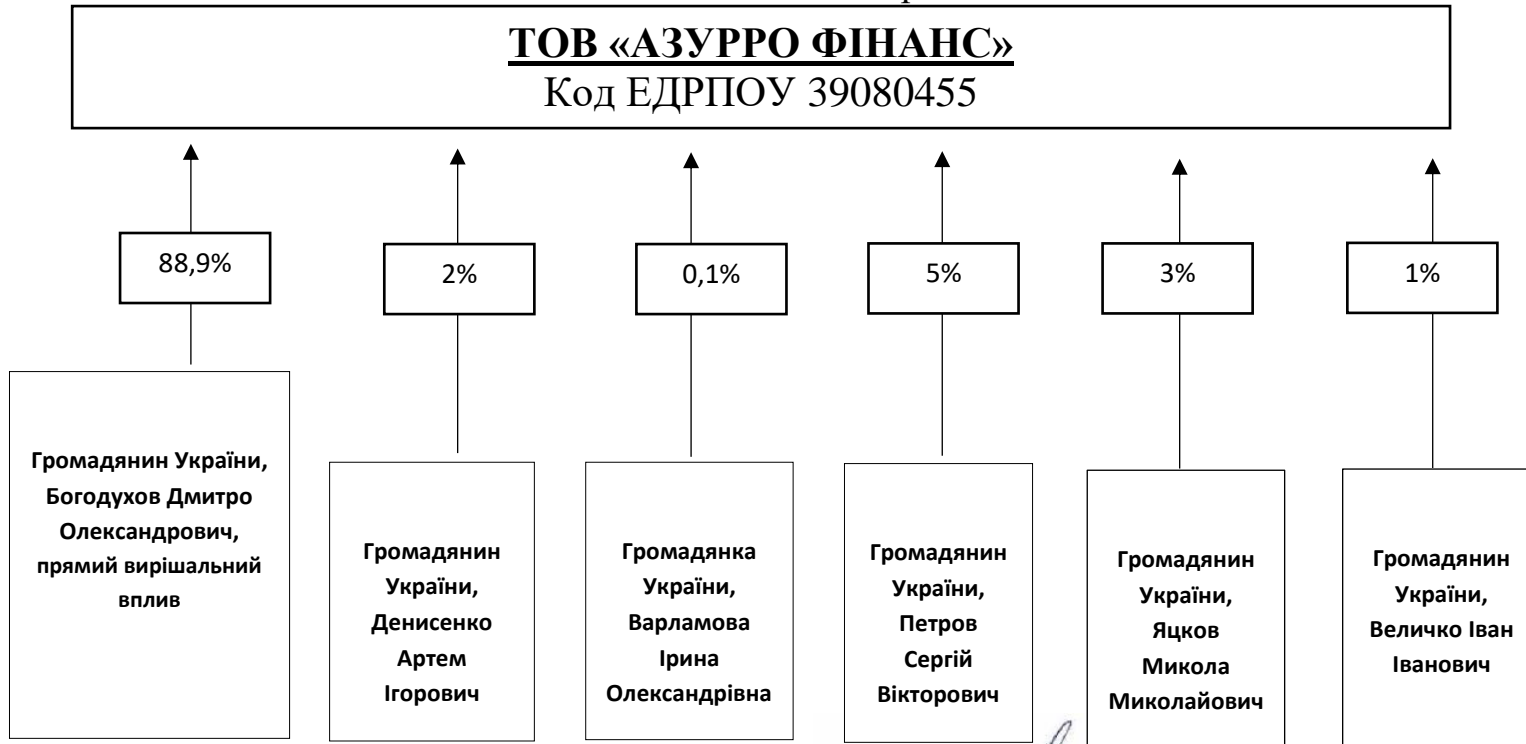 ТОВ «АЗУРРО ФІНАНС»
Код ЕДРПОУ 39080455
88,9%
2%
0,1%
5%
3%
1%
Громадянин України,
Богодухов Дмитро
Олександрович,
прямий вирішальний
вплив
Громадянин
України,
Денисенко
Артем
Ігорович
Громадянка
України,
Варламова
Ірина
Олександрівна
Громадянин
України,
Петров
Сергій
Вікторович
Громадянин
України,
Яцков
Микола
Миколайович
Громадянин
України,
Величко Іван
Іванович